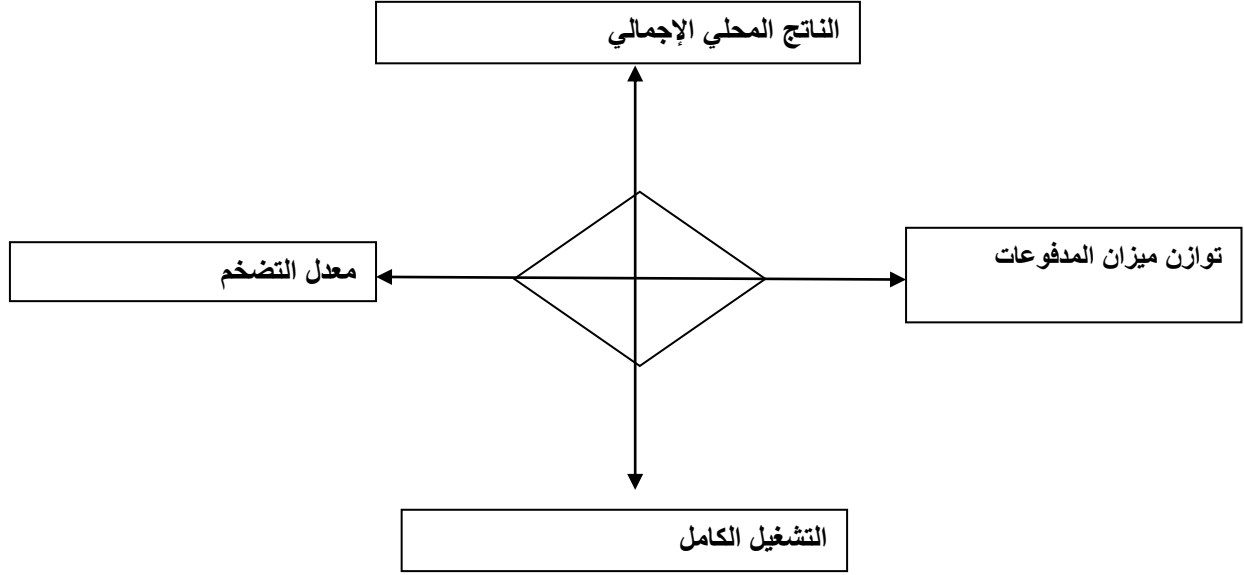 الناتج المحلي الإجمالي
توازن ميزان المدفوعات
معدل التضخم
التشغيل الكامل